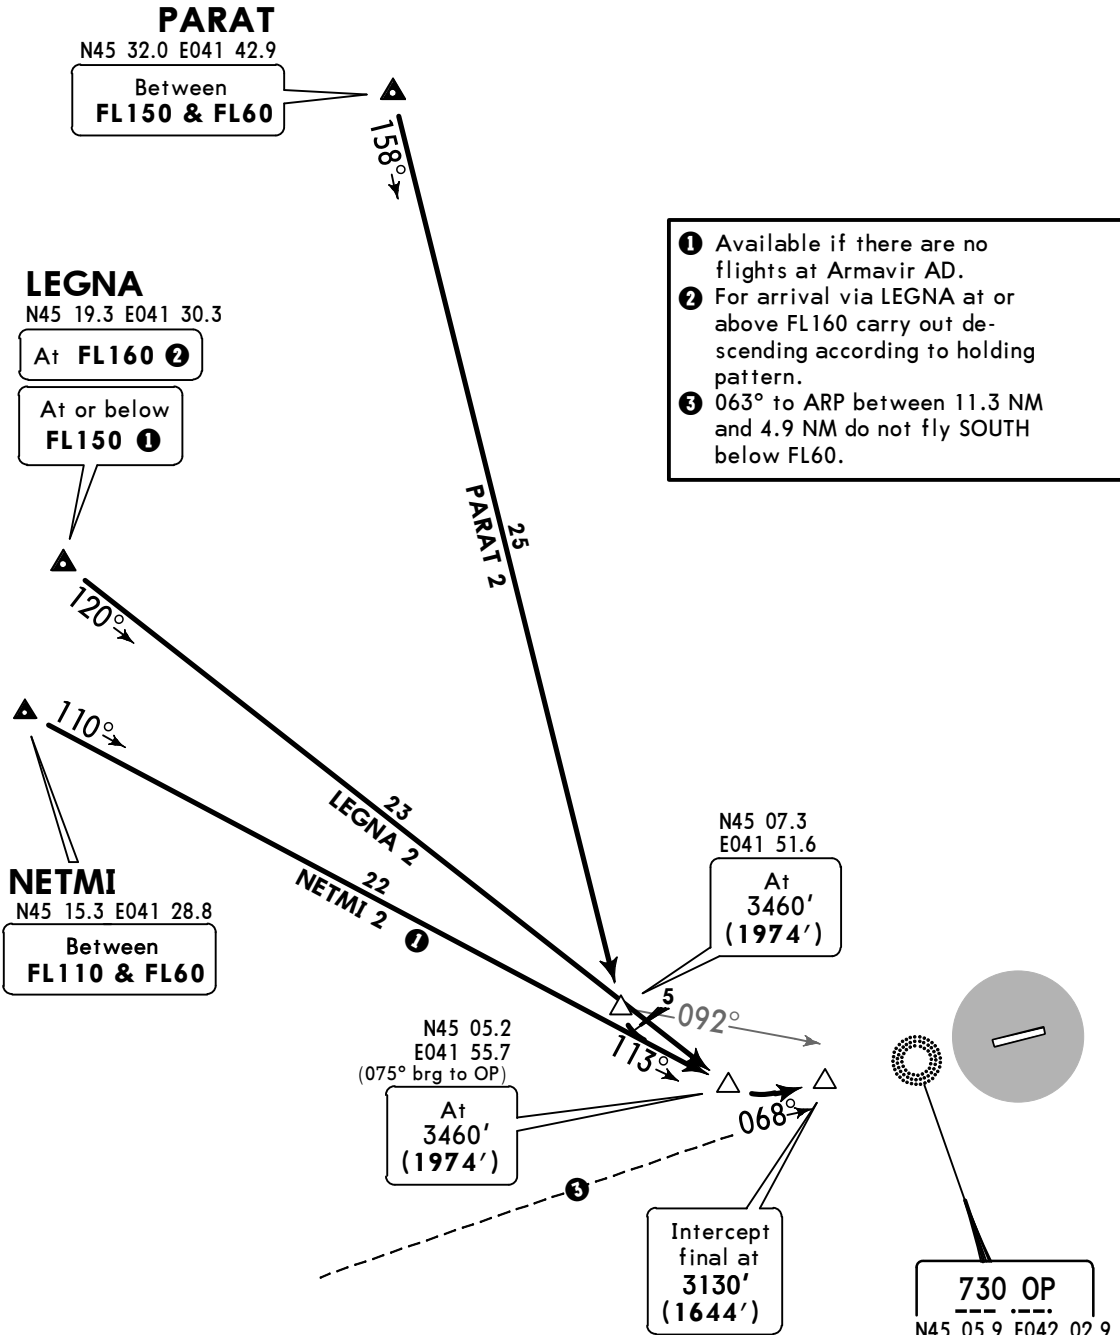 PARAT
N45 32.0 E041 42.9
Between
FL150 & FL60
158°
LEGNA
N45 19.3 E041 30.3
At FL160 2
At or below
FL150 1
1 Available if there are no
flights at Armavir AD.
2 For arrival via LEGNA at or
above FL160 carry out de-
scending according to holding
pattern.
3 063° to ARP between 11.3 NM
and 4.9 NM do not fly SOUTH
below FL60.
25
PARAT 2
120°
110°
23
LEGNA 2
22
NETMI 2 1
NETMI
N45 15.3 E041 28.8
Between
FL110 & FL60
N45 07.3
E041 51.6
At
3460'
(1974')
5
092°
113°
N45 05.2
E041 55.7
(075° brg to OP)
At
3460'
(1974')
068°
3
Intercept
final at
3130'
(1644')
730 OP
N45 05.9 E042 02.9